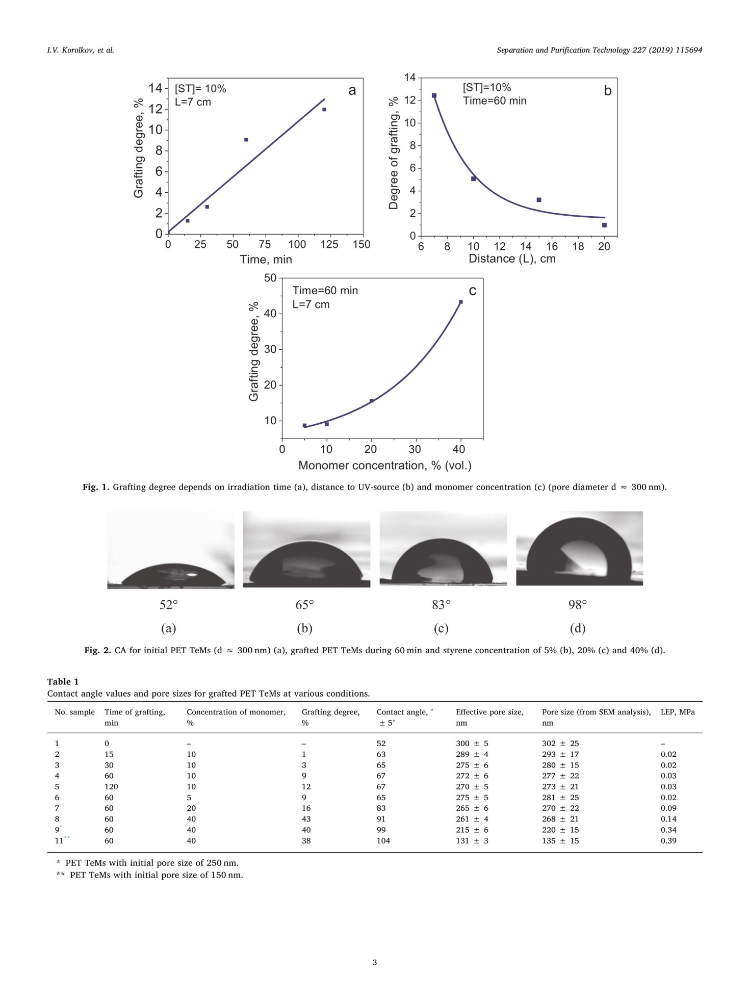 I.V. Korolkov, et al.
Separation and Purification Technology 227 (2019) 115694
[ST]= 10%
L=7 cm
a
Grafting degree, %
14
12
10
8
6
4
2
0
0 25 50 75 100 125 150
Time, min
[ST]=10%
Time=60 min
b
Degree of grafting, %
14
12
10
8
6
4
2
0
6 8 10 12 14 16 18 20
Distance (L), cm
Time=60 min
L=7 cm
c
Grafting degree, %
50
40
30
20
10
0 10 20 30 40
Monomer concentration, % (vol.)
Fig. 1. Grafting degree depends on irradiation time (a), distance to UV-source (b) and monomer concentration (c) (pore diameter d ≈ 300 nm).
52° 65° 83° 98°
(a) (b) (c) (d)
Fig. 2. CA for initial PET TeMs (d ≈ 300 nm) (a), grafted PET TeMs during 60 min and styrene concentration of 5% (b), 20% (c) and 40% (d).
Table 1
Contact angle values and pore sizes for grafted PET TeMs at various conditions.
No. sample Time of grafting, Concentration of monomer, Grafting degree, Contact angle, ° Effective pore size, Pore size (from SEM analysis), LEP, MPa
min % % ± 5° nm nm
1 0 – – 52 300 ± 5 302 ± 25 –
2 15 10 1 63 289 ± 4 293 ± 17 0.02
3 30 10 3 65 275 ± 6 280 ± 15 0.02
4 60 10 9 67 272 ± 6 277 ± 22 0.03
5 120 10 12 67 270 ± 5 273 ± 21 0.03
6 60 5 9 65 275 ± 5 281 ± 25 0.02
7 60 20 16 83 265 ± 6 270 ± 22 0.09
8 60 40 43 91 261 ± 4 268 ± 21 0.14
9* 60 40 40 99 215 ± 6 220 ± 15 0.34
11** 60 40 38 104 131 ± 3 135 ± 15 0.39
* PET TeMs with initial pore size of 250 nm.
** PET TeMs with initial pore size of 150 nm.
3